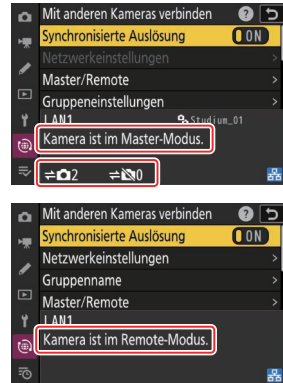 Mit anderen Kameras verbinden
Synchronisierte Auslösung ON
Netzwerkeinstellungen
Master/Remote
Gruppeneinstellungen
LAN1 Studium_01
Kamera ist im Master-Modus.
2 0
Mit anderen Kameras verbinden
Synchronisierte Auslösung ON
Netzwerkeinstellungen
Gruppenname
Master/Remote
LAN1
Kamera ist im Remote-Modus.